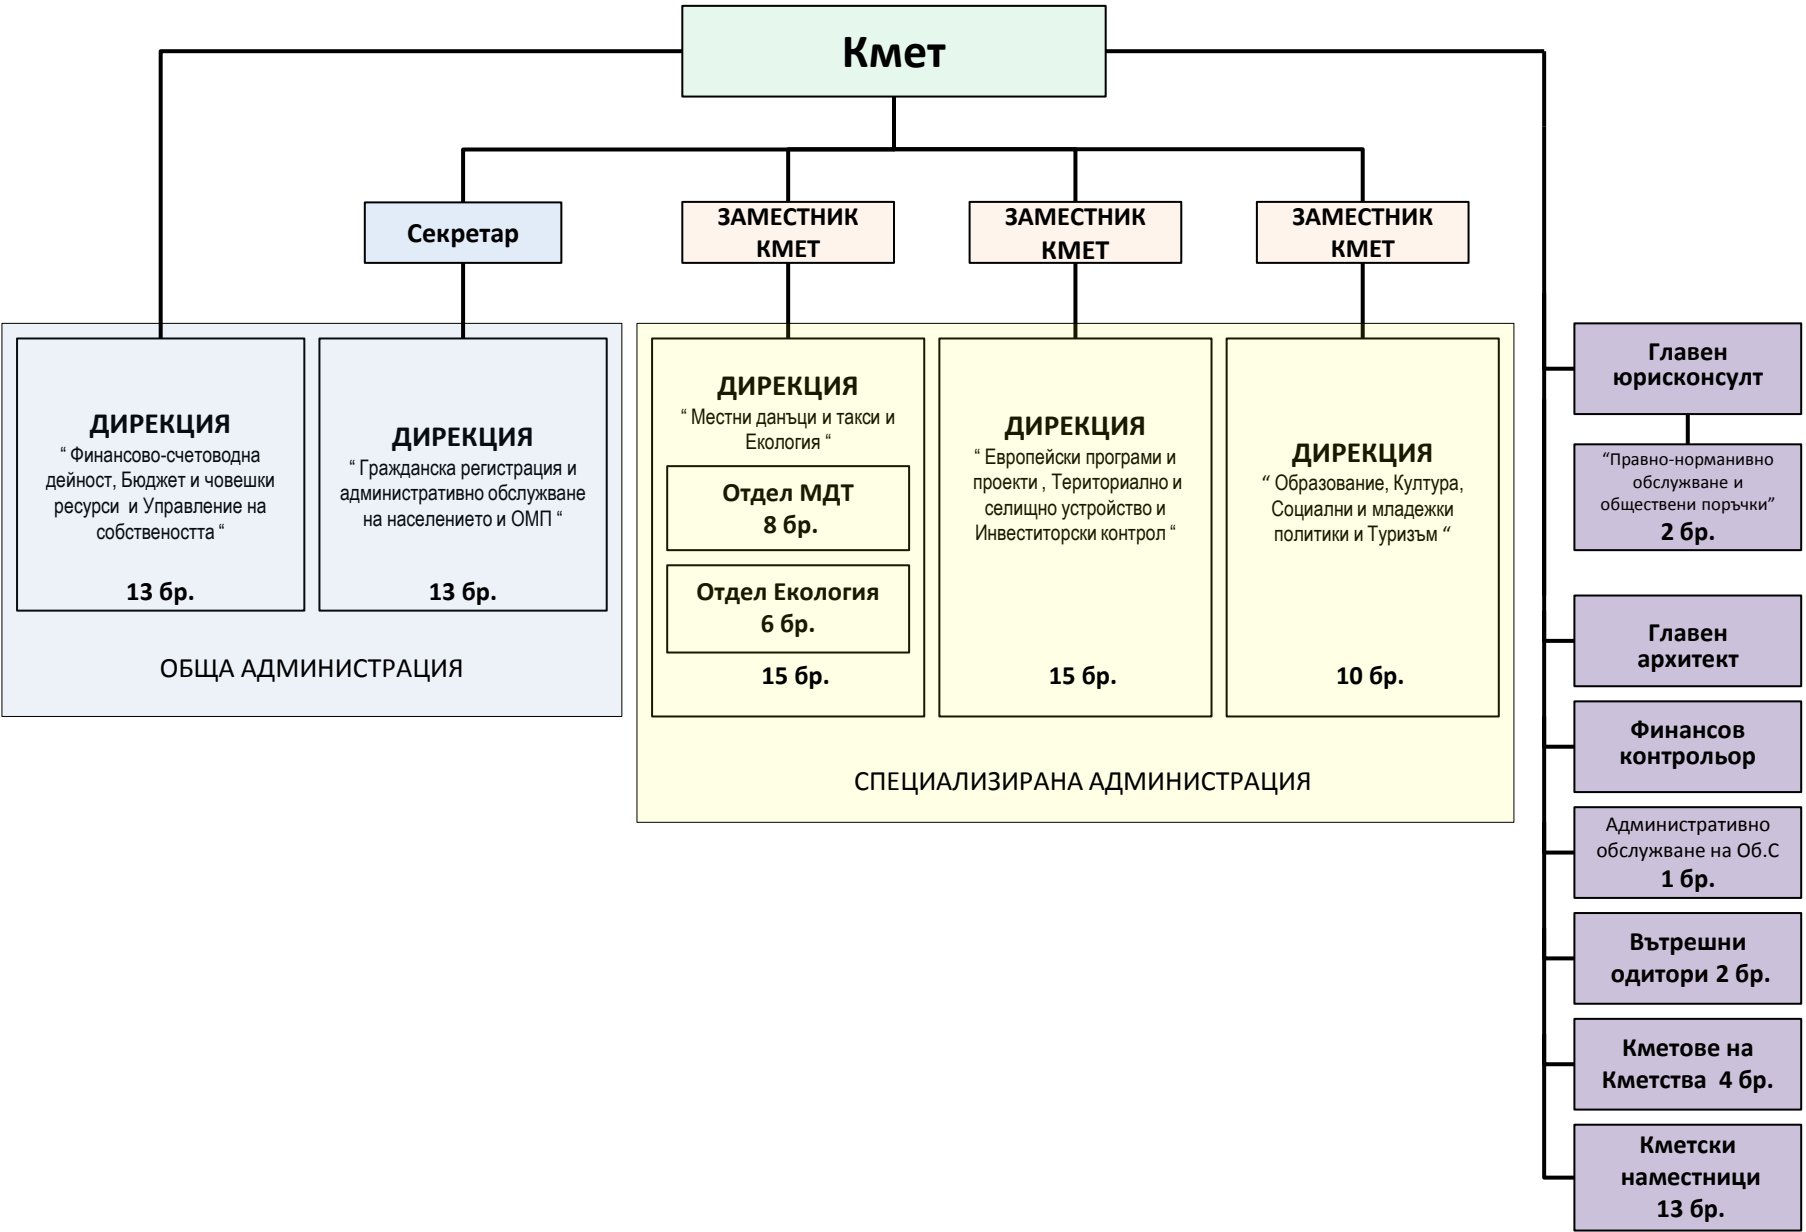 Кмет
Секретар
ЗАМЕСТНИК
КМЕТ
ЗАМЕСТНИК
КМЕТ
ЗАМЕСТНИК
КМЕТ
ДИРЕКЦИЯ
“ Финансово-счетоводна
дейност, Бюджет и човешки
ресурси  и Управление на
собствеността “
13 бр.
ДИРЕКЦИЯ
“ Гражданска регистрация и
административно обслужване
на населението и ОМП “
13 бр.
ОБЩА АДМИНИСТРАЦИЯ
ДИРЕКЦИЯ
“ Местни данъци и такси и
Екология “
Отдел МДТ
8 бр.
Отдел Екология
6 бр.
15 бр.
ДИРЕКЦИЯ
“ Европейски програми и
проекти , Териториално и
селищно устройство и
Инвеститорски контрол “
15 бр.
ДИРЕКЦИЯ
“ Образование, Култура,
Социални и младежки
политики и Туризъм “
10 бр.
СПЕЦИАЛИЗИРАНА АДМИНИСТРАЦИЯ
Главен
юрисконсулт
“Правно-норманивно
обслужване и
обществени поръчки”
2 бр.
Главен
архитект
Финансов
контрольор
Административно
обслужване на Об.С
1 бр.
Вътрешни
одитори 2 бр.
Кметове на
Кметства  4 бр.
Кметски
наместници
13 бр.